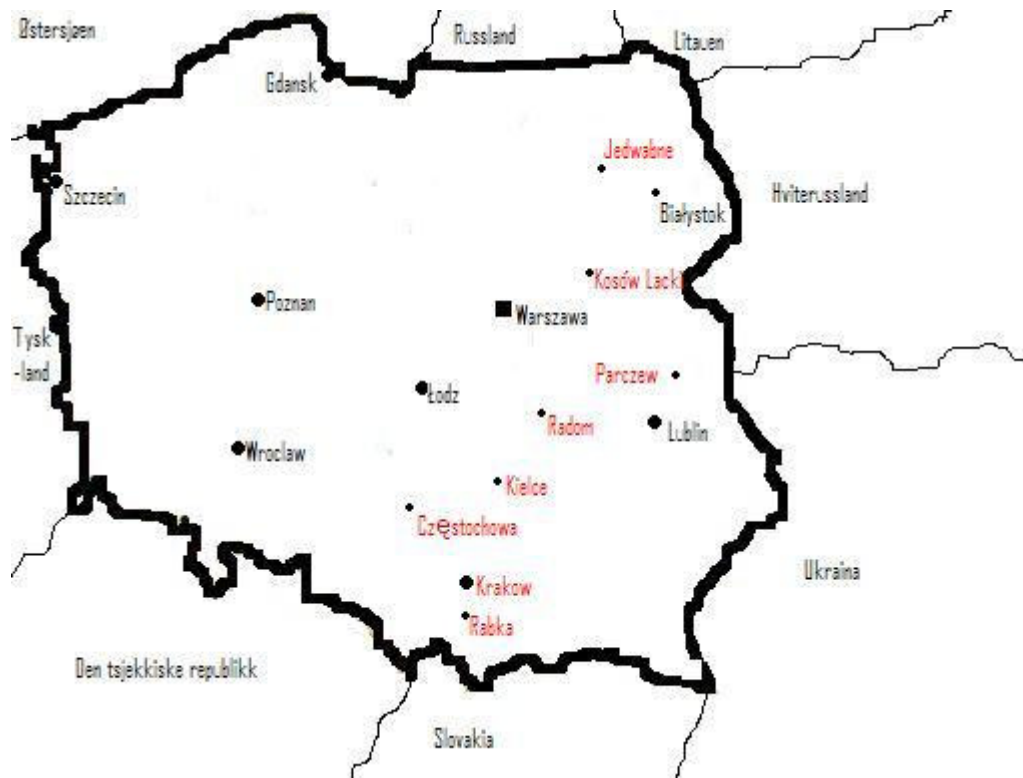 Østersjøen
Russland
Litauen
Gdansk
Jedwabne
Szczecin
Hviterussland
Białystok
Kosów Lacki
Poznan
Warszawa
Tysk
-land
Parczew
Łodz
Radom
Lublin
Wroclaw
Kielce
Częstochowa
Ukraina
Krakow
Rabka
Den tsjekkiske republikk
Slovakia